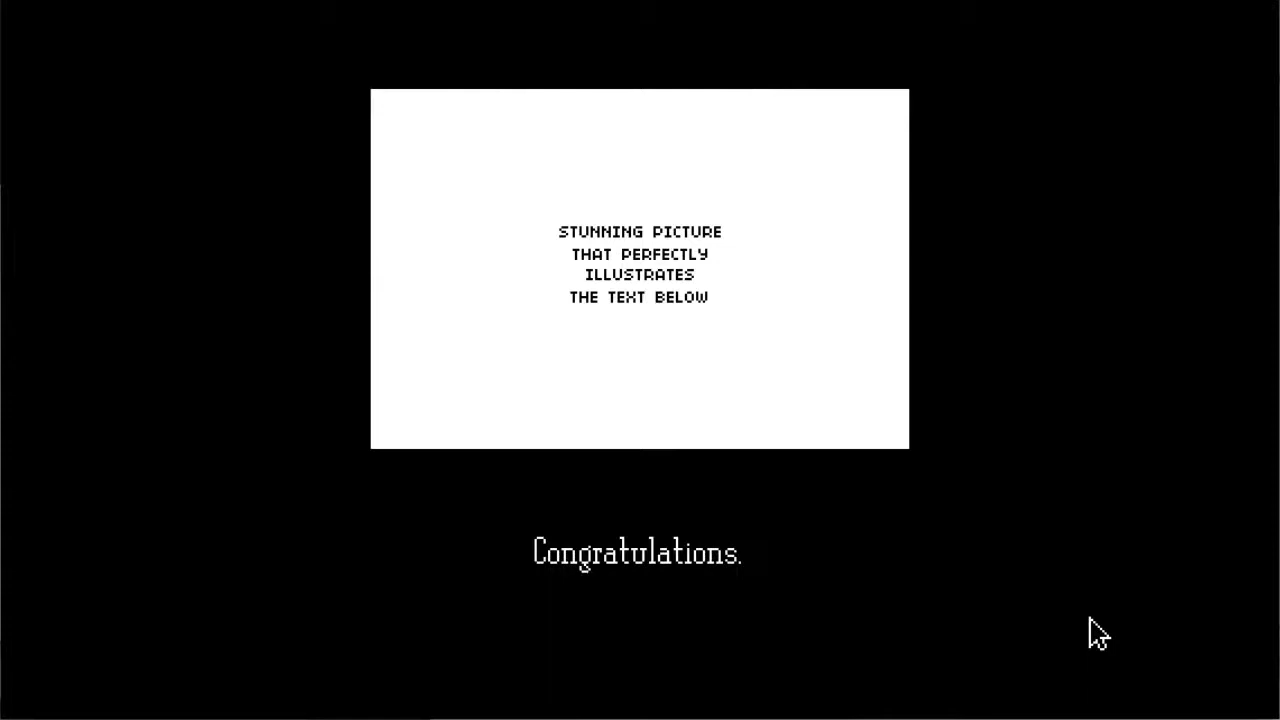 STUNNING PICTURE
THAT PERFECTLY
ILLUSTRATES
THE TEXT BELOW
Congratulations.